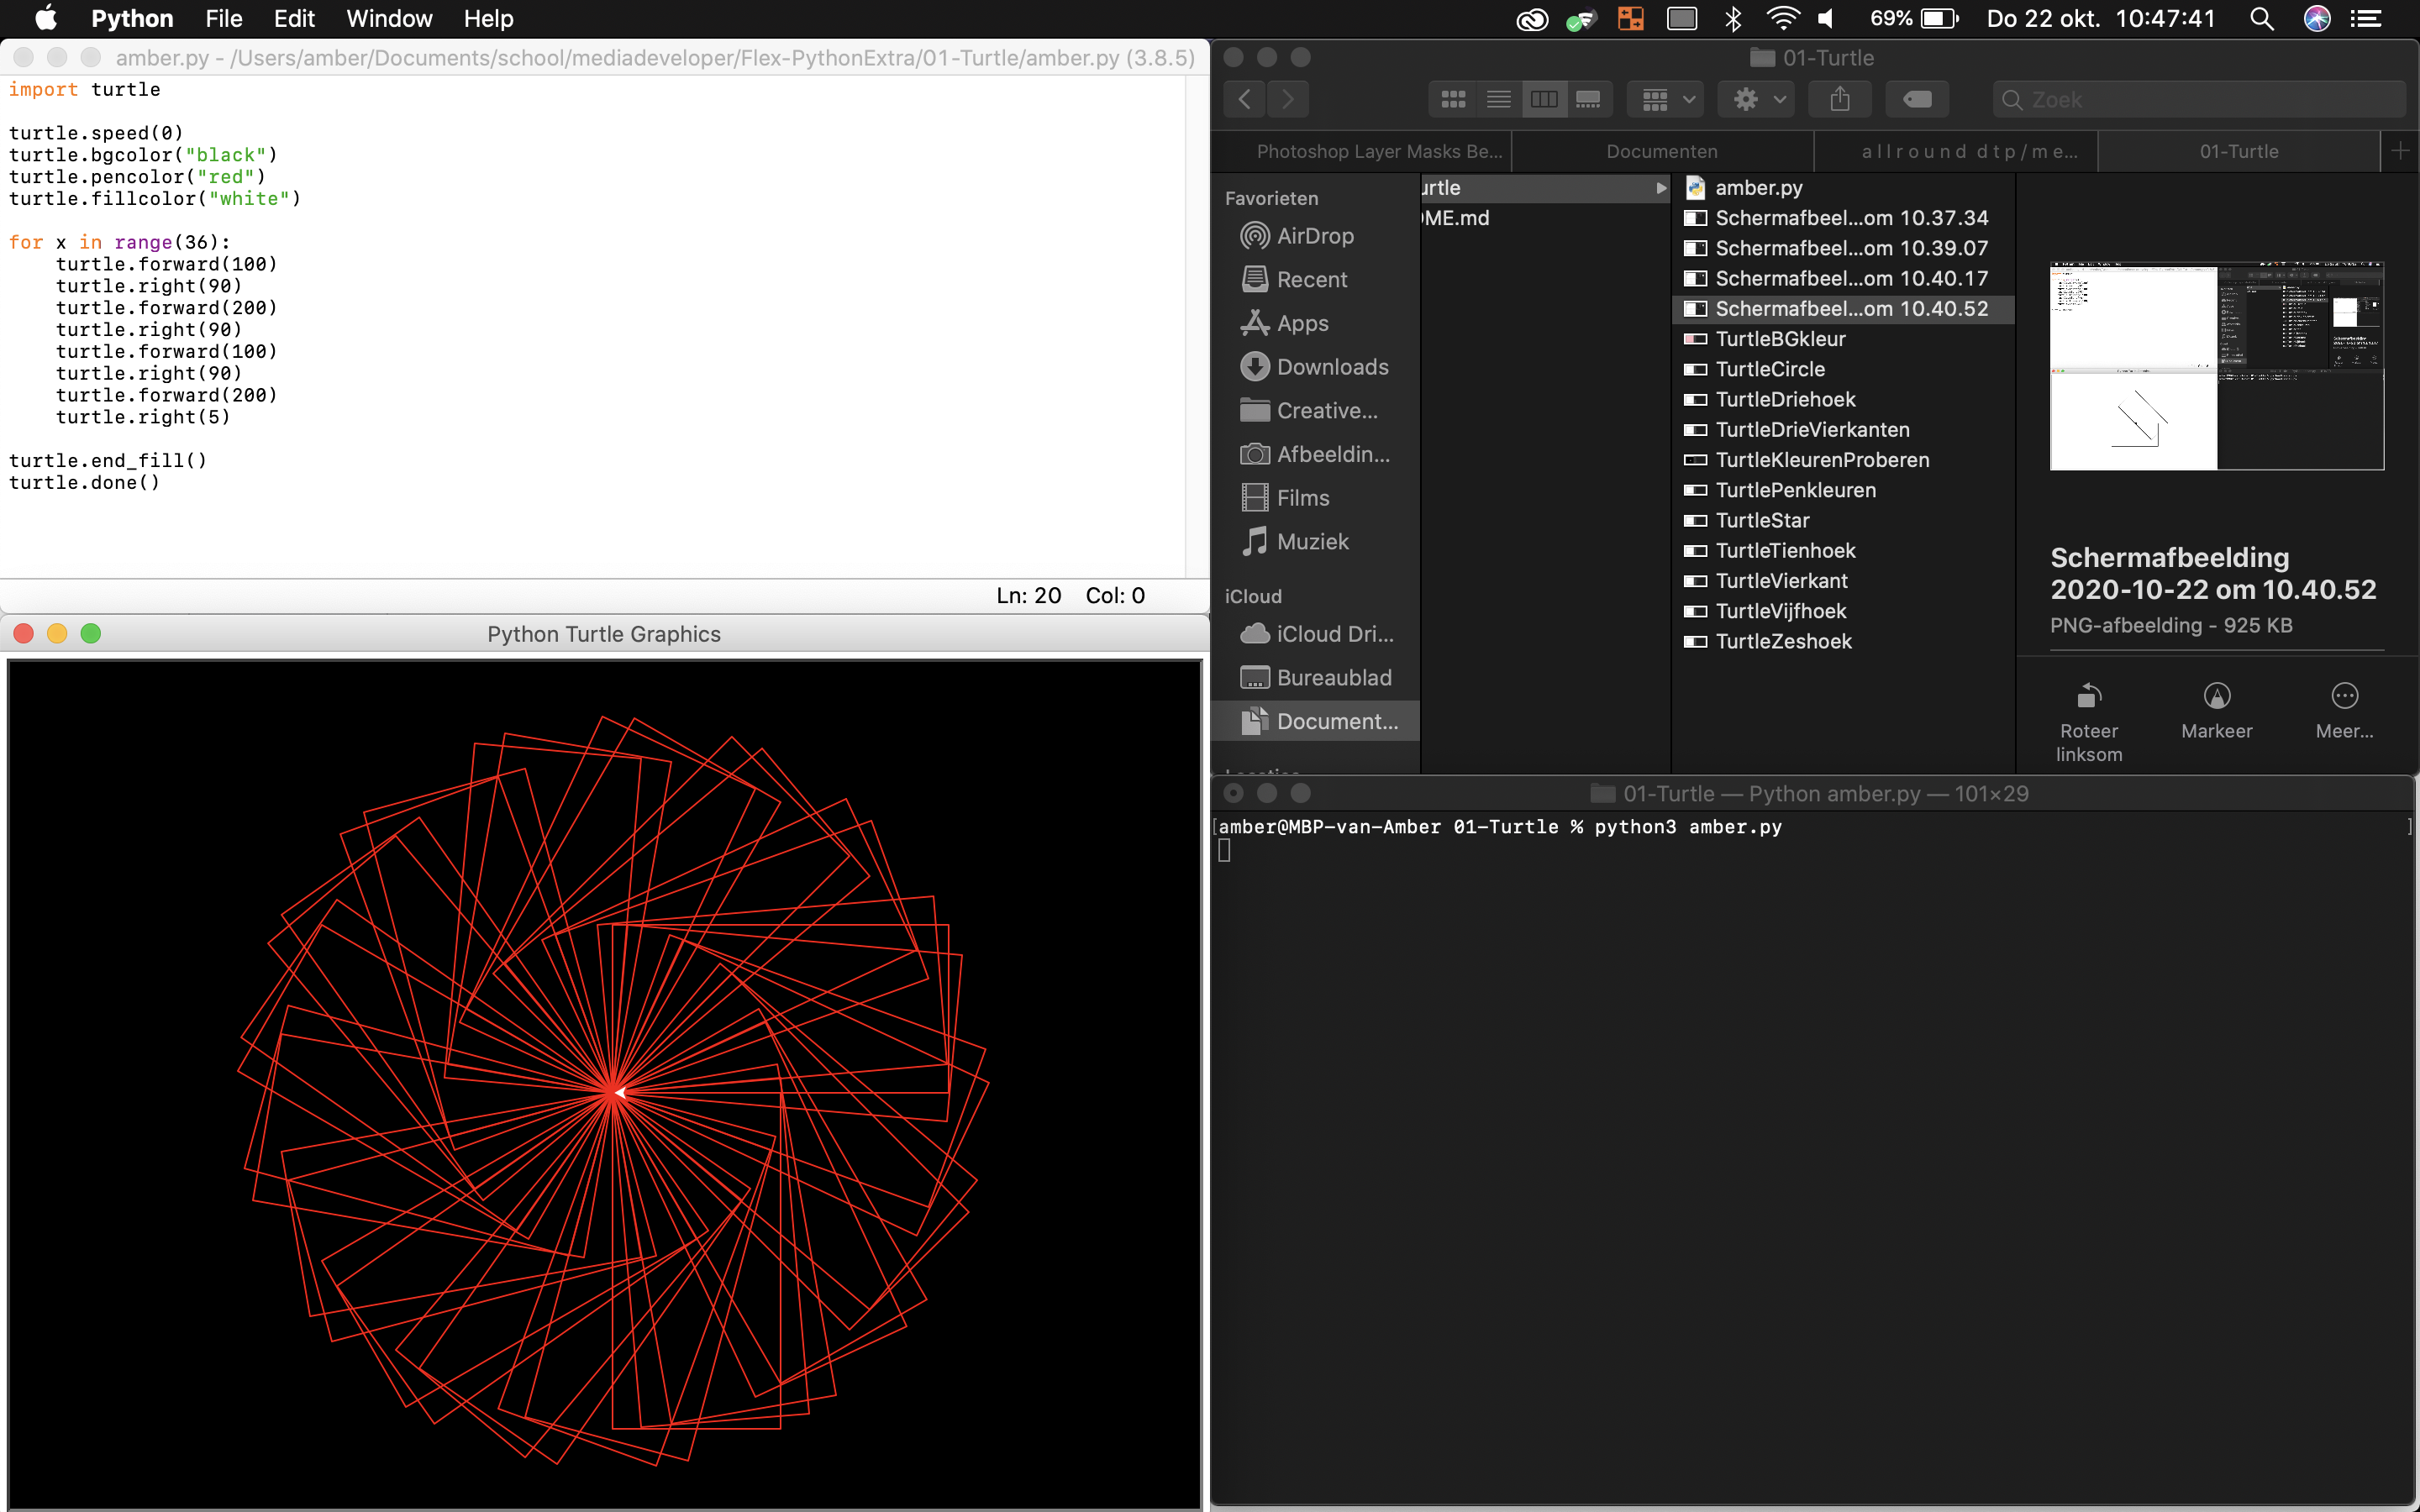 Python File Edit Window Help 69% Do 22 okt. 10:47:41
amber.py - /Users/amber/Documents/school/mediadeveloper/Flex-PythonExtra/01-Turtle/amber.py (3.8.5)
import turtle
turtle.speed(0)
turtle.bgcolor("black")
turtle.pencolor("red")
turtle.fillcolor("white")
for x in range(36):
    turtle.forward(100)
    turtle.right(90)
    turtle.forward(200)
    turtle.right(90)
    turtle.forward(100)
    turtle.right(90)
    turtle.forward(200)
    turtle.right(5)
turtle.end_fill()
turtle.done()
Ln: 20 Col: 0
Python Turtle Graphics
01-Turtle
Zoek
Photoshop Layer Masks Be...
Documenten
allround dtp/me...
01-Turtle
Favorieten
AirDrop
Recent
Apps
Downloads
Creative...
Afbeeldin...
Films
Muziek
iCloud
iCloud Dri...
Bureaublad
Document...
urtle
ME.md
amber.py
Schermafbeel...om 10.37.34
Schermafbeel...om 10.39.07
Schermafbeel...om 10.40.17
Schermafbeel...om 10.40.52
TurtleBGkleur
TurtleCircle
TurtleDriehoek
TurtleDrieVierkanten
TurtleKleurenProberen
TurtlePenkleuren
TurtleStar
TurtleTienhoek
TurtleVierkant
TurtleVijfhoek
TurtleZeshoek
Schermafbeelding
2020-10-22 om 10.40.52
PNG-afbeelding - 925 KB
Roteer
linksom
Markeer
Meer...
01-Turtle — Python amber.py — 101×29
[amber@MBP-van-Amber 01-Turtle % python3 amber.py ]